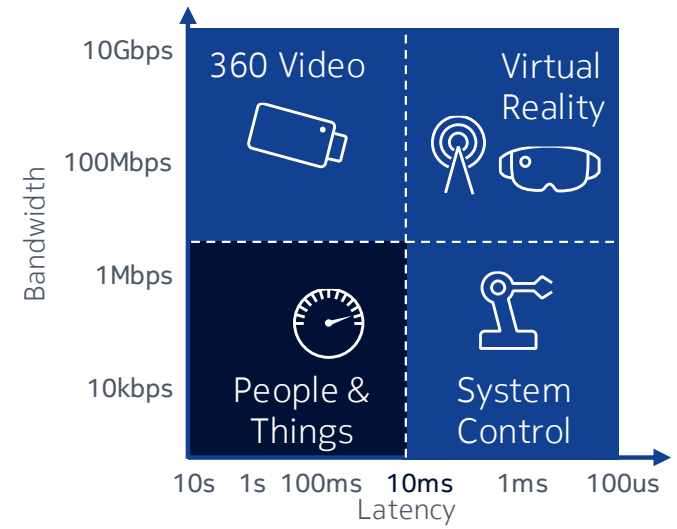 10Gbps
360 Video
Virtual
Reality
100Mbps
Bandwidth
1Mbps
10kbps
People &
Things
System
Control
10s 1s 100ms 10ms 1ms 100us
Latency